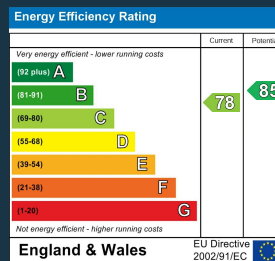 Energy Efficiency Rating
Current
Very energy efficient - lower running costs
(92 plus) A
(81-91) B
85
(69-80) C
78
(55-68) D
(39-54) E
(21-38) F
(1-20) G
Not energy efficient - higher running costs
England & Wales
EU Directive
2002/91/EC